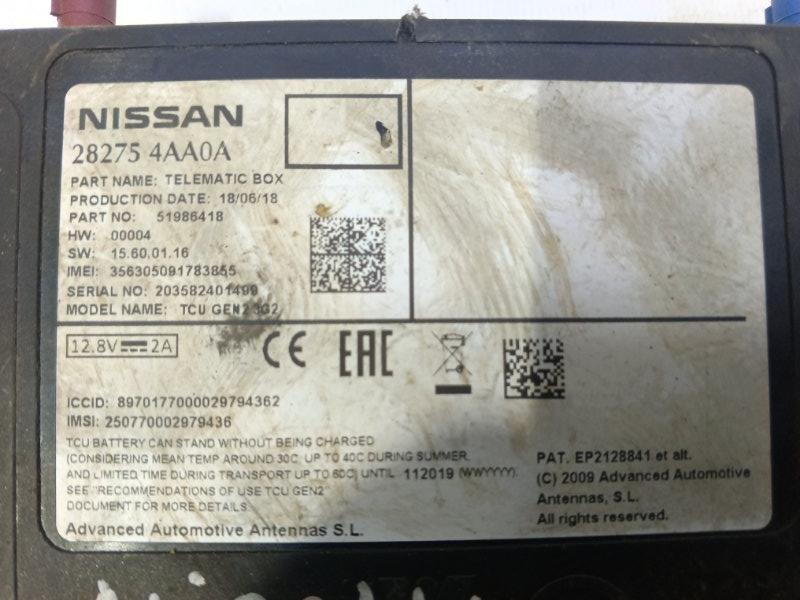 NISSAN
28275 4AA0A
PART NAME: TELEMATIC BOX
PRODUCTION DATE: 18/06/18
PART NO: 51986418
HW: 00004
SW: 15.60.01.16
IMEI: 356305091783855
SERIAL NO: 203582401499
MODEL NAME: TCU GEN2 3G2
12.8V 2A
CE EAC
ICCID: 8970177000029794362
IMSI: 250770002979436
TCU BATTERY CAN STAND WITHOUT BEING CHARGED
(CONSIDERING MEAN TEMP AROUND 30C, UP TO 40C DURING SUMMER,
AND LIMITED TIME DURING TRANSPORT UP TO 60C) UNTIL 112019 (WWYYYY).
SEE "RECOMMENDATIONS OF USE TCU GEN2"
DOCUMENT FOR MORE DETAILS.
Advanced Automotive Antennas S.L.
PAT. EP2128841 et alt.
(C) 2009 Advanced Automotive
Antennas, S.L.
All rights reserved.